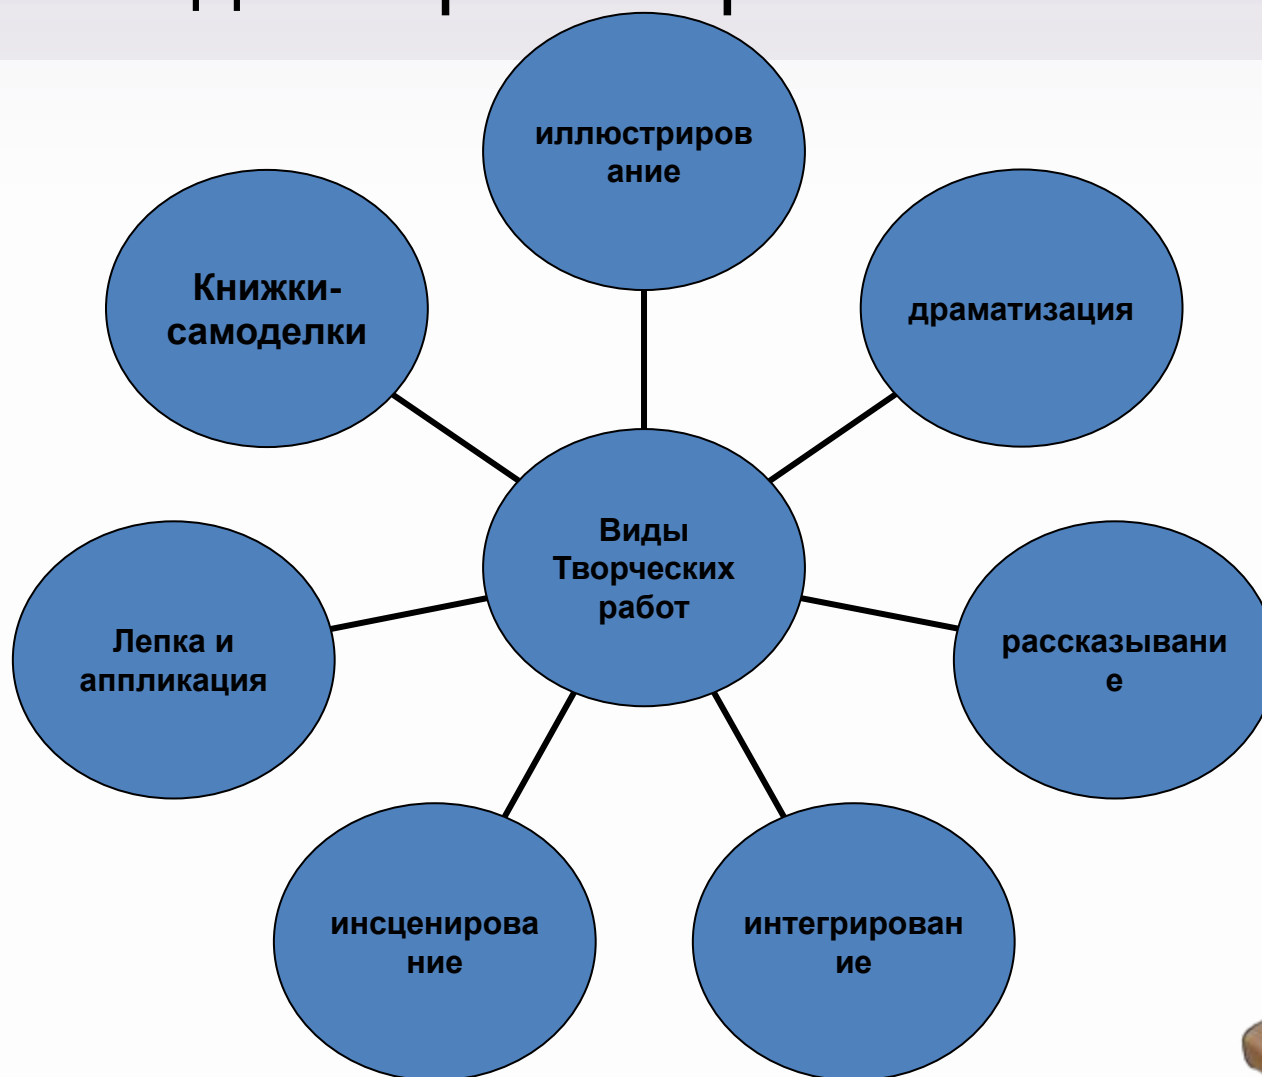 иллюстриров
ание
Книжки-
самоделки
драматизация
Виды
Творческих
работ
Лепка и
аппликация
рассказывани
е
инсценирова
ние
интегрирован
ие